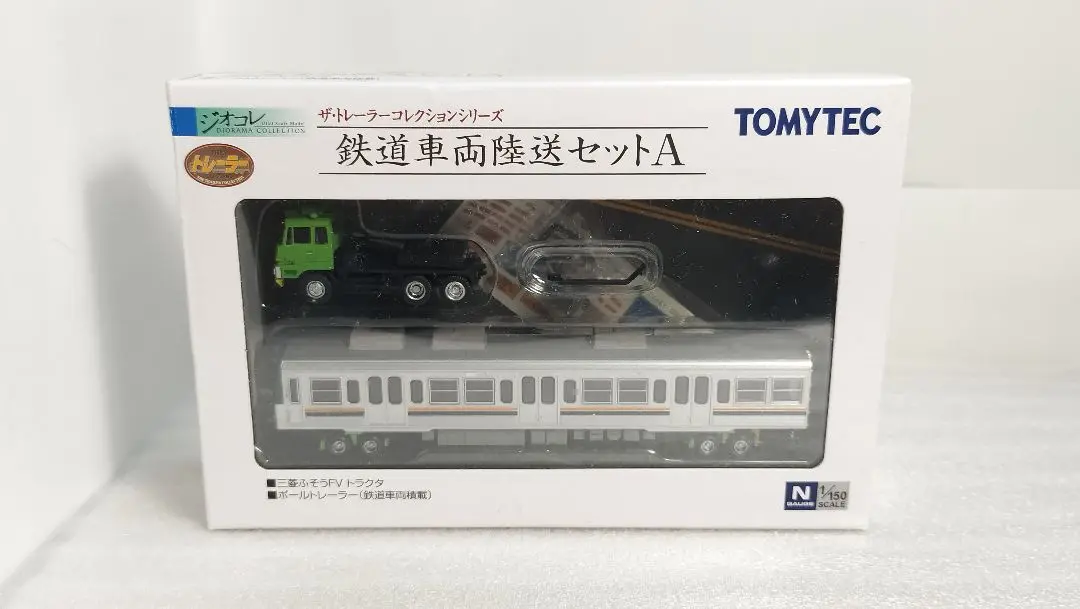 ジオコレ
DIORAMA COLLECTION
トレーラー
ザ・トレーラーコレクションシリーズ
鉄道車両陸送セットA
TOMYTEC
■三菱ふそうFVトラクタ
■ポールトレーラー(鉄道車両積載)
N
GAUGE
1/150
SCALE